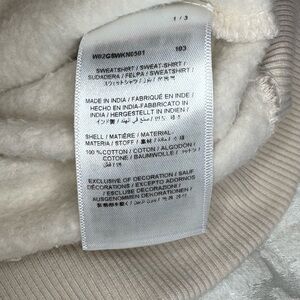 1 / 3
W02GSWKN0501 103
SWEATSHIRT / SWEAT-SHIRT /
SUDADERA / FELPA / SWEATSHIRT /
MADE IN INDIA / FABRIQUÉ EN INDE /
HECHO EN INDIA-FABBRICATO IN
INDIA / HERGESTELLT IN INDIEN /
SHELL / MATIÈRE / MATERIAL-
MATERIA / STOFF /
100 % COTTON / COTON / ALGODON /
COTONE / BAUMWOLLE /
EXCLUSIVE OF DECORATION / SAUF
DÉCORATIONS / EXCEPTO ADORNOS
/ ESCLUSE DECORAZIONI /
AUSGENOMMEN DEKORATIONEN /